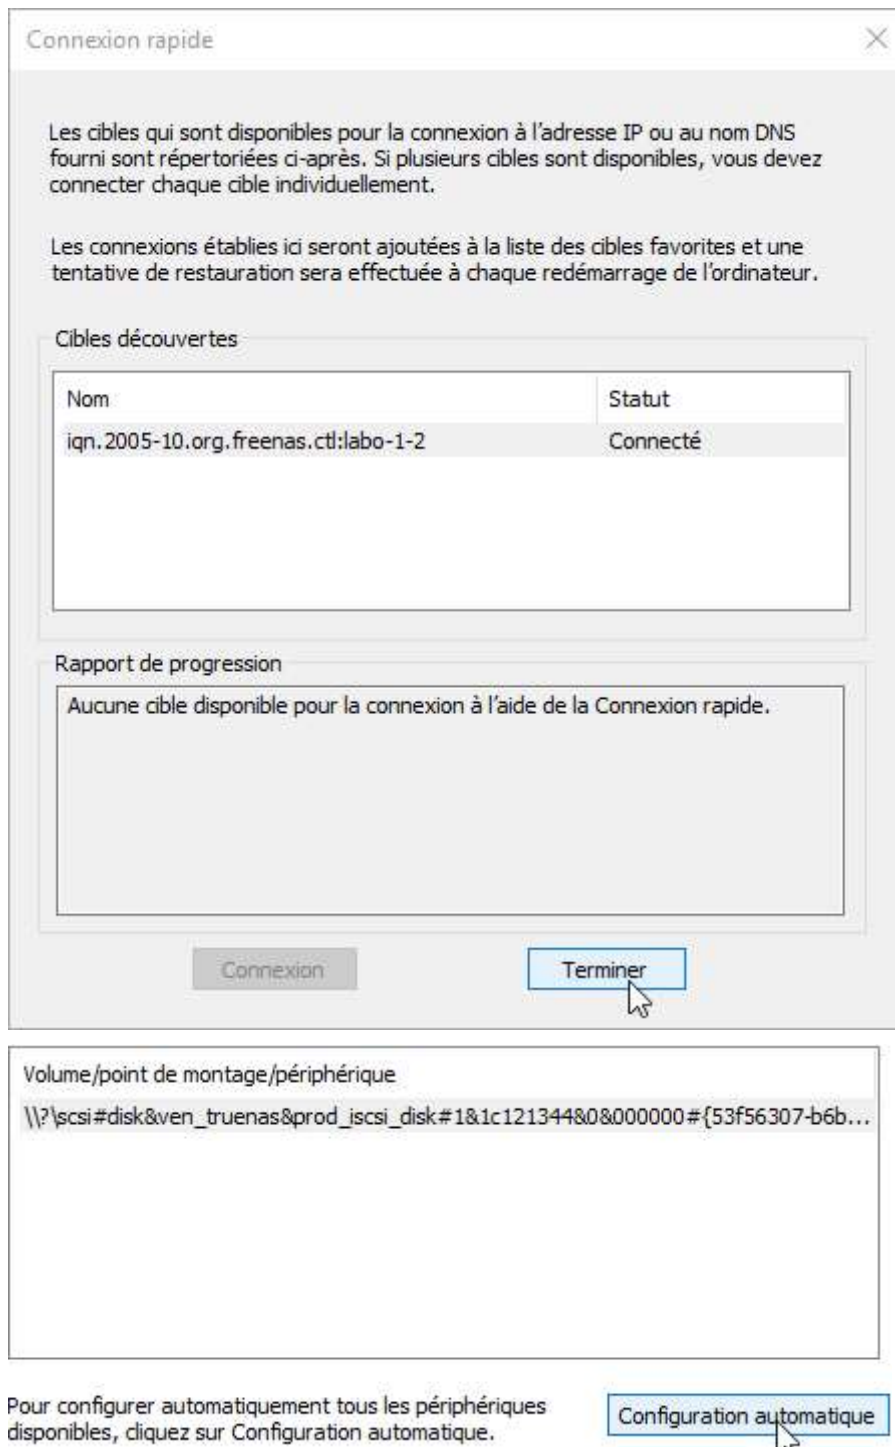 Connexion rapide
Les cibles qui sont disponibles pour la connexion à l'adresse IP ou au nom DNS
fourni sont répertoriées ci-après. Si plusieurs cibles sont disponibles, vous devez
connecter chaque cible individuellement.
Les connexions établies ici seront ajoutées à la liste des cibles favorites et une
tentative de restauration sera effectuée à chaque redémarrage de l'ordinateur.
Cibles découvertes
Nom Statut
iqn.2005-10.org.freenas.ctl:labo-1-2 Connecté
Rapport de progression
Aucune cible disponible pour la connexion à l'aide de la Connexion rapide.
Connexion Terminer
Volume/point de montage/périphérique
\\?\scsi#disk&ven_truenas&prod_iscsi_disk#1&1c121344&0&000000#{53f56307-b6b...
Pour configurer automatiquement tous les périphériques
disponibles, cliquez sur Configuration automatique.
Configuration automatique